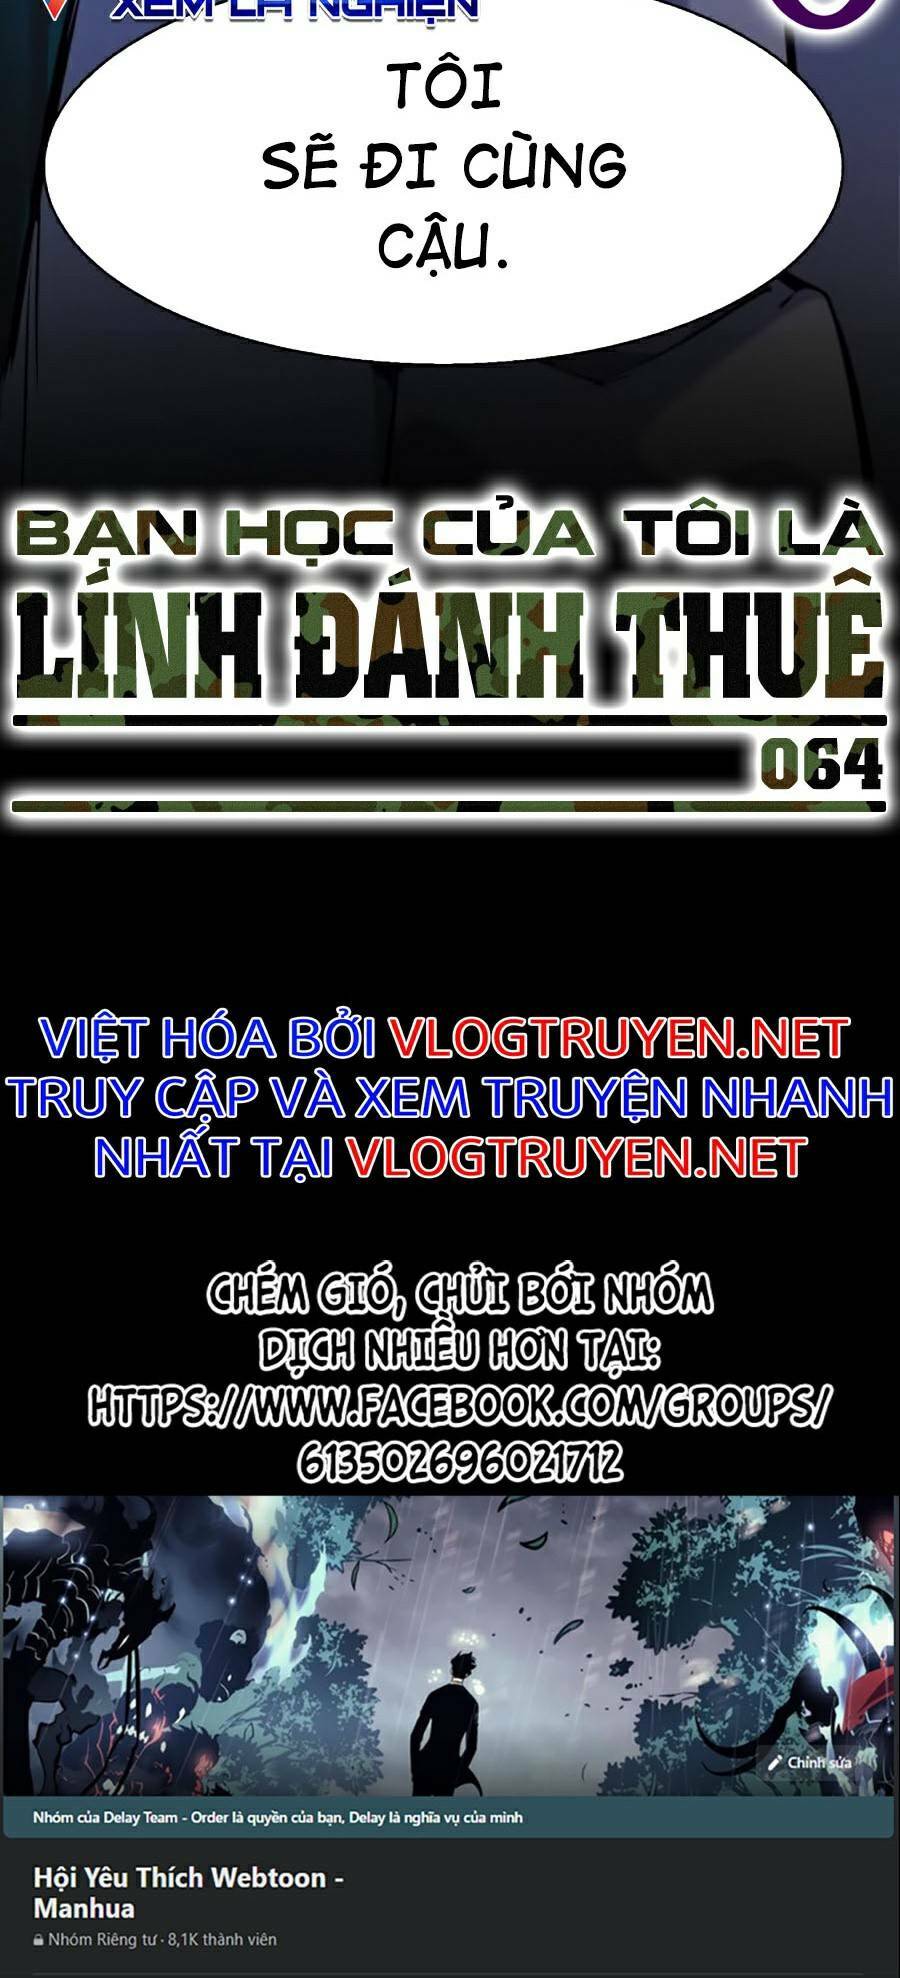 XEM LÀ NGHIỆN
TÔI
SẼ ĐI CÙNG
CẬU.
BẠN HỌC CỦA TÔI LÀ
LÍNH ĐÁNH THUÊ
064
VIỆT HÓA BỞI VLOGTRUYEN.NET
TRUY CẬP VÀ XEM TRUYỆN NHANH
NHẤT TẠI VLOGTRUYEN.NET
CHÉM GIÓ, CHỬI BỚI NHÓM
DỊCH NHIỀU HƠN TẠI:
HTTPS://WWW.FACEBOOK.COM/GROUPS/
613502696021712
Chỉnh sửa
Nhóm của Delay Team - Order là quyền của bạn, Delay là nghĩa vụ của mình
Hội Yêu Thích Webtoon -
Manhua
Nhóm Riêng tư · 8,1K thành viên